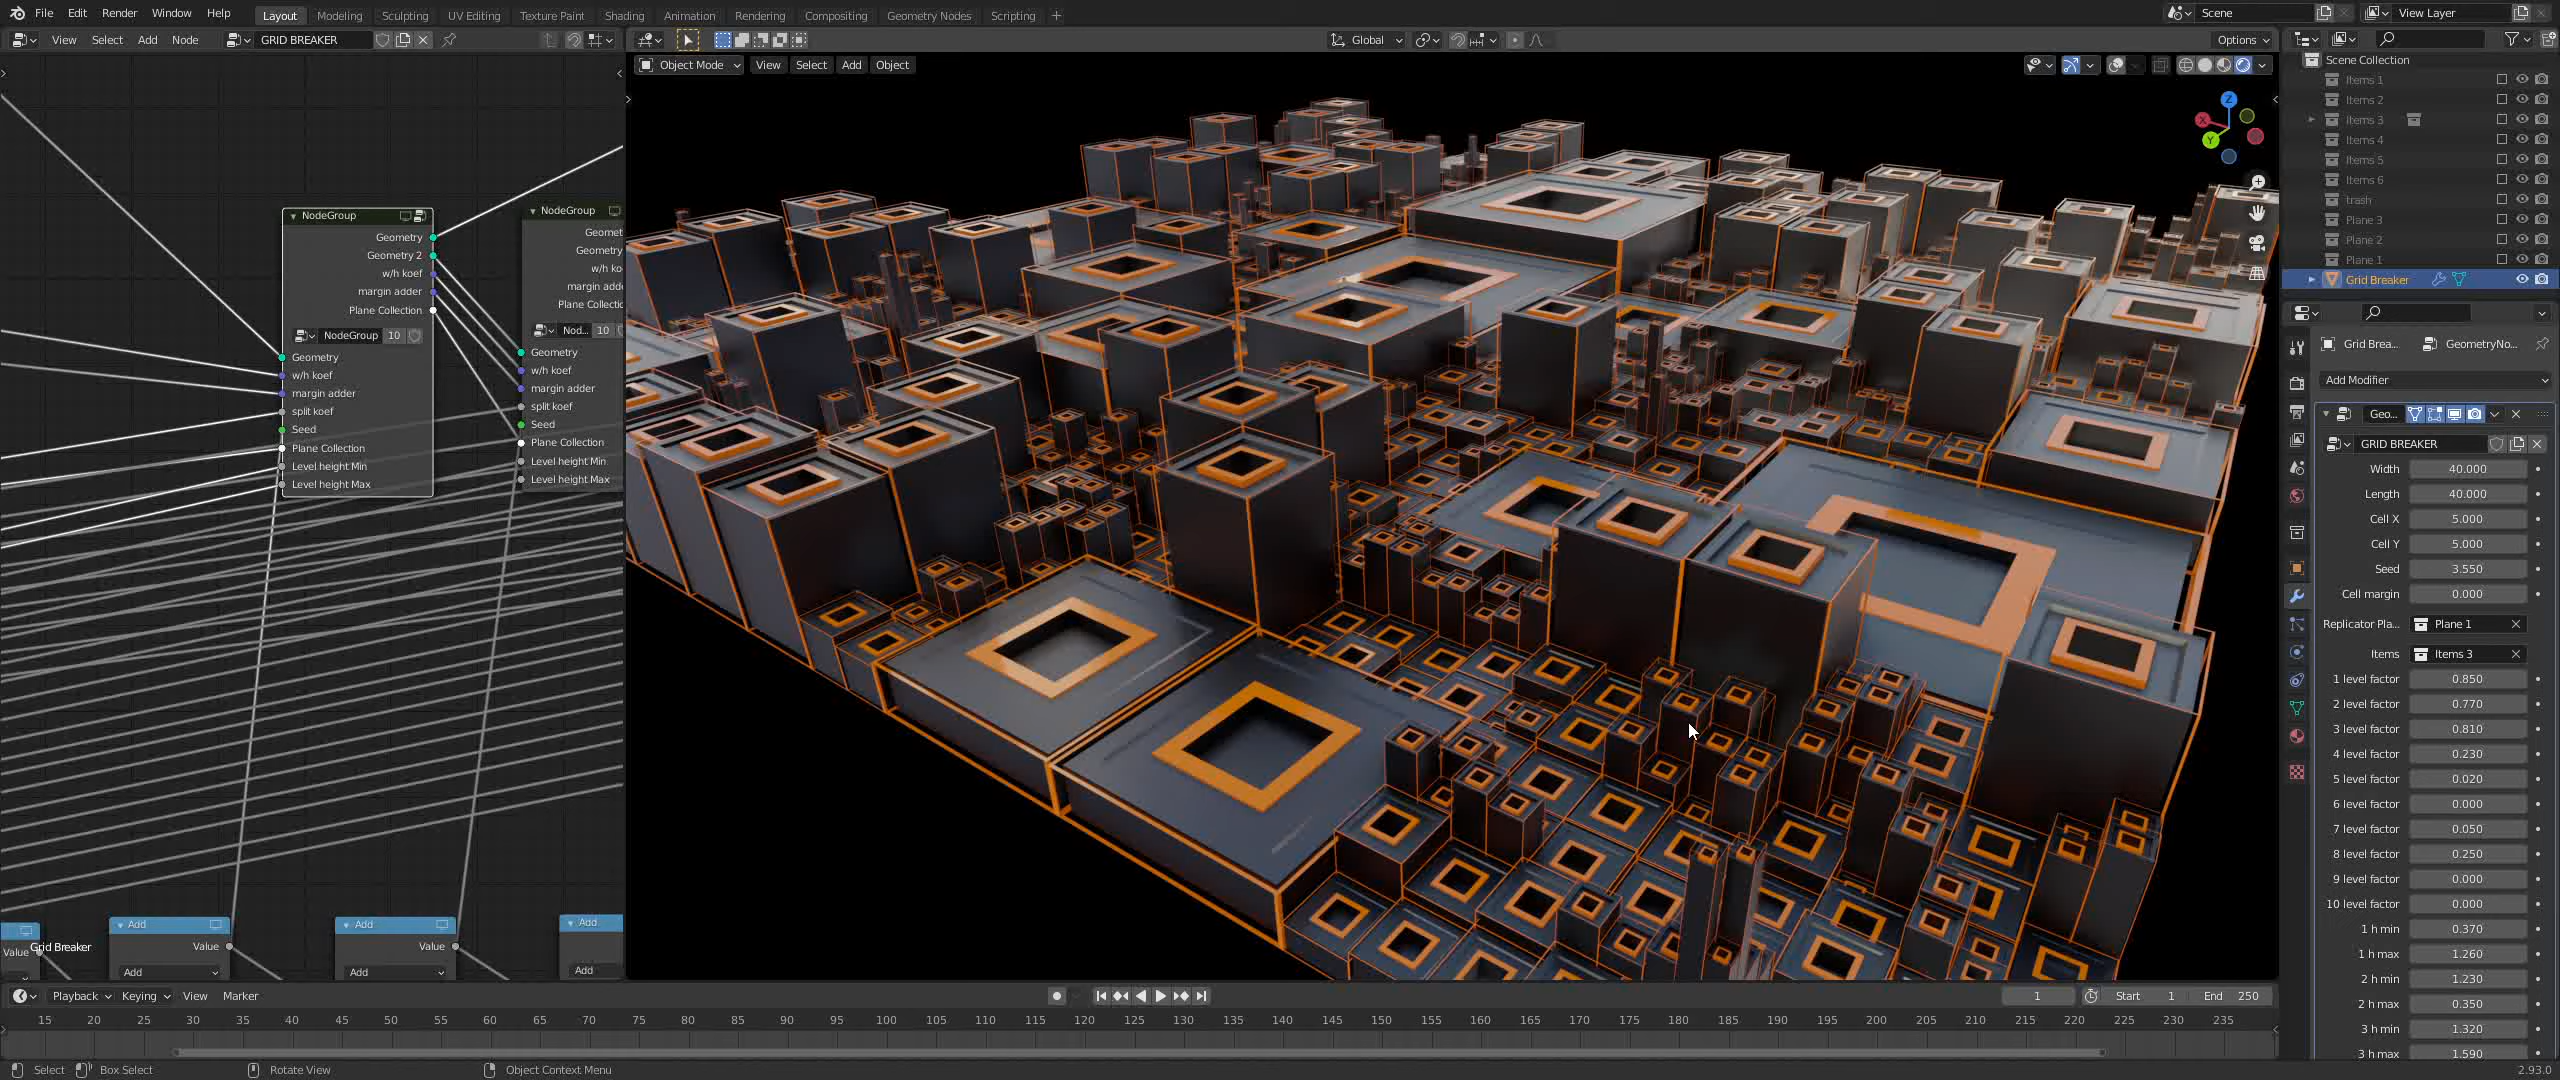 File Edit Render Window Help
Layout Modeling Sculpting UV Editing Texture Paint Shading Animation Rendering Compositing Geometry Nodes Scripting +
Scene
View Layer
View Select Add Node
GRID BREAKER
Global
Options
Object Mode View Select Add Object
NodeGroup
Geometry
Geometry 2
w/h koef
margin adder
Plane Collection
NodeGroup 10
Geometry
w/h koef
margin adder
split koef
Seed
Plane Collection
Level height Min
Level height Max
NodeGroup
Geomet
Geometry
w/h ko
margin adde
Plane Collectic
Nod... 10
Geometry
w/h koef
margin adder
split koef
Seed
Plane Collection
Level height Min
Level height Max
Value
Grid Breaker
Add
Value
Add
Add
Value
Add
Add
Add
X
Y
Z
Scene Collection
Items 1
Items 2
Items 3
Items 4
Items 5
Items 6
trash
Plane 3
Plane 2
Plane 1
Grid Breaker
Grid Brea...
GeometryNo...
Add Modifier
Geo...
GRID BREAKER
Width 40.000
Length 40.000
Cell X 5.000
Cell Y 5.000
Seed 3.550
Cell margin 0.000
Replicator Pla... Plane 1
Items Items 3
1 level factor 0.850
2 level factor 0.770
3 level factor 0.810
4 level factor 0.230
5 level factor 0.020
6 level factor 0.000
7 level factor 0.050
8 level factor 0.250
9 level factor 0.000
10 level factor 0.000
1 h min 0.370
1 h max 1.260
2 h min 1.230
2 h max 0.350
3 h min 1.320
3 h max 1.590
Playback Keying View Marker
1
Start 1
End 250
15 20 25 30 35 40 45 50 55 60 65 70 75 80 85 90 95 100 105 110 115 120 125 130 135 140 145 150 155 160 165 170 175 180 185 190 195 200 205 210 215 220 225 230 235
Select Box Select Rotate View Object Context Menu
2.93.0